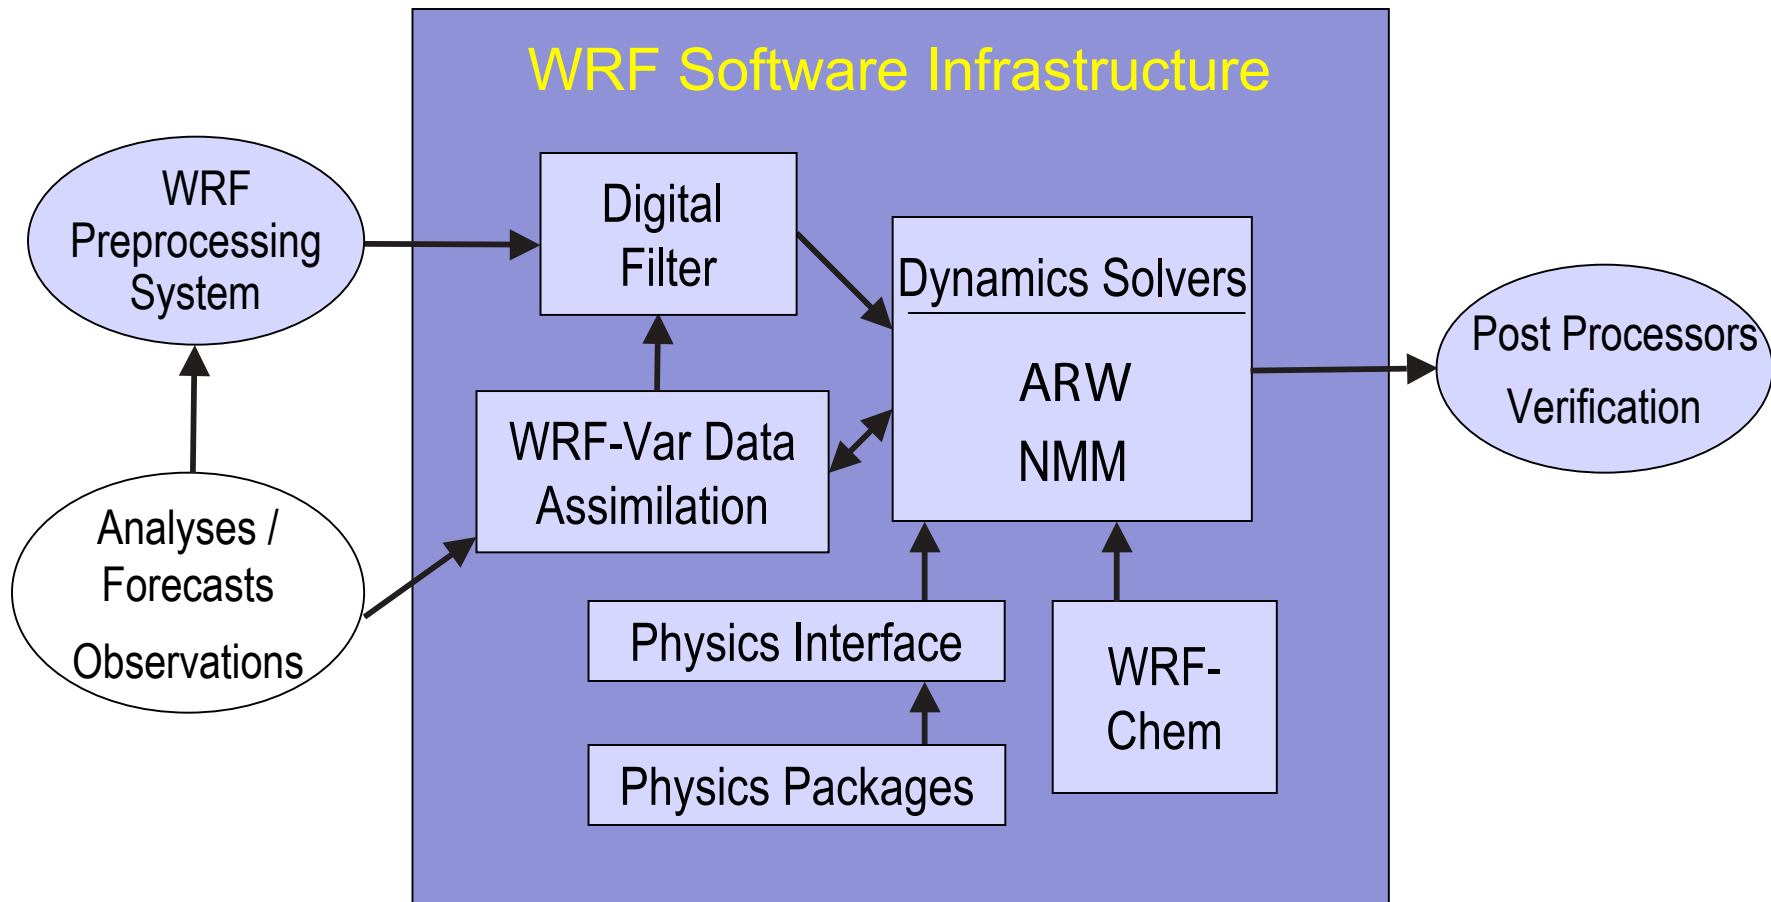 WRF Software Infrastructure
WRF
Preprocessing
System
Analyses /
Forecasts
Observations
Digital
Filter
WRF-Var Data
Assimilation
Dynamics Solvers
ARW
NMM
Physics Interface
Physics Packages
WRF-
Chem
Post Processors
Verification